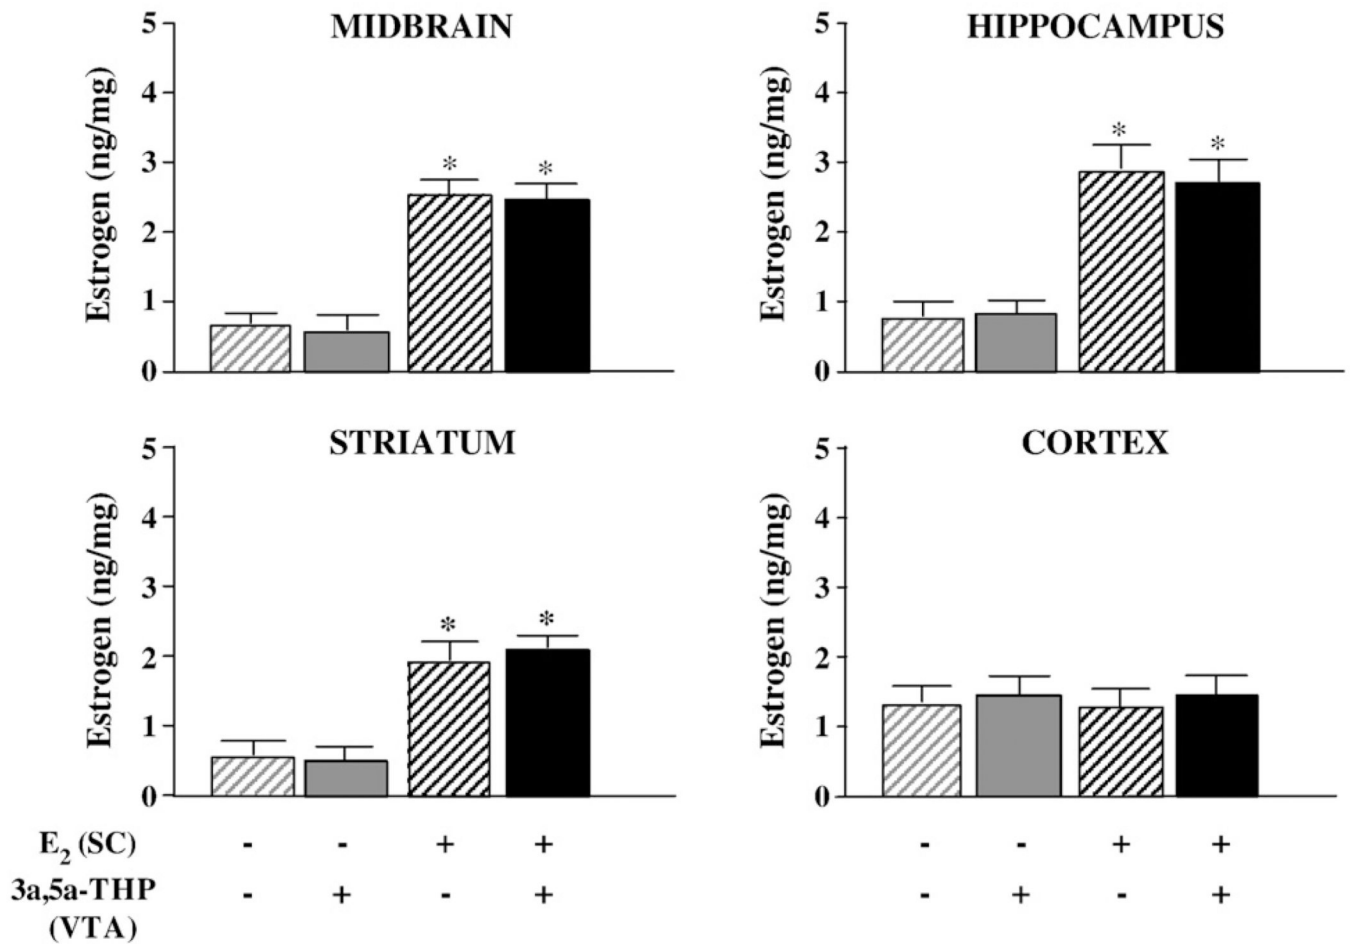 MIDBRAIN
Estrogen (ng/mg)
5
4
3
2
1
0
* *
HIPPOCAMPUS
Estrogen (ng/mg)
5
4
3
2
1
0
* *
STRIATUM
Estrogen (ng/mg)
5
4
3
2
1
0
* *
CORTEX
Estrogen (ng/mg)
5
4
3
2
1
0
E₂ (SC) - - + + - - + +
3a,5a-THP - + - + - + - +
(VTA)